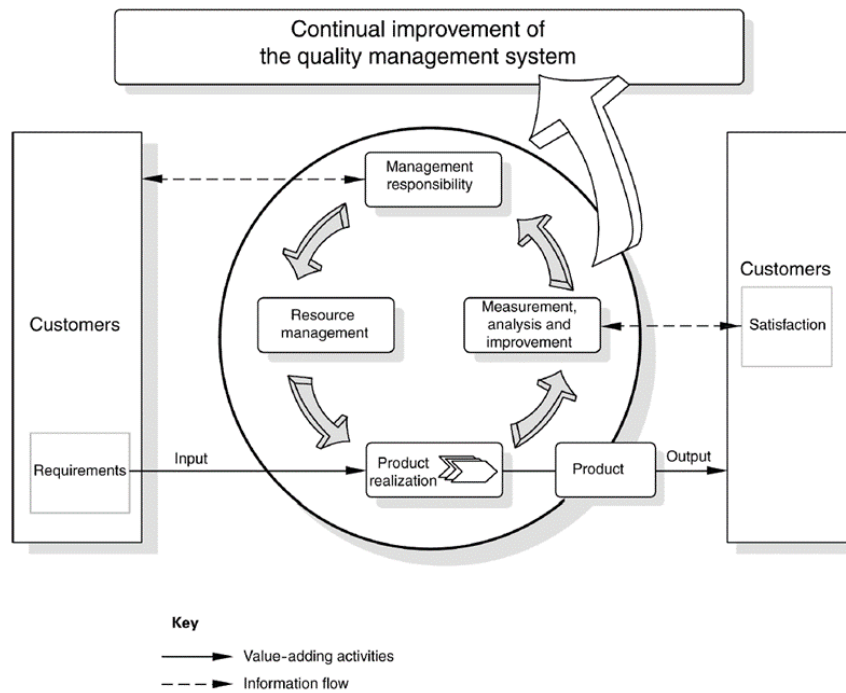 Continual improvement of
the quality management system
Management
responsibility
Customers
Resource
management
Measurement,
analysis and
improvement
Customers
Satisfaction
Requirements
Input
Product
realization
Product
Output
Key
Value-adding activities
Information flow